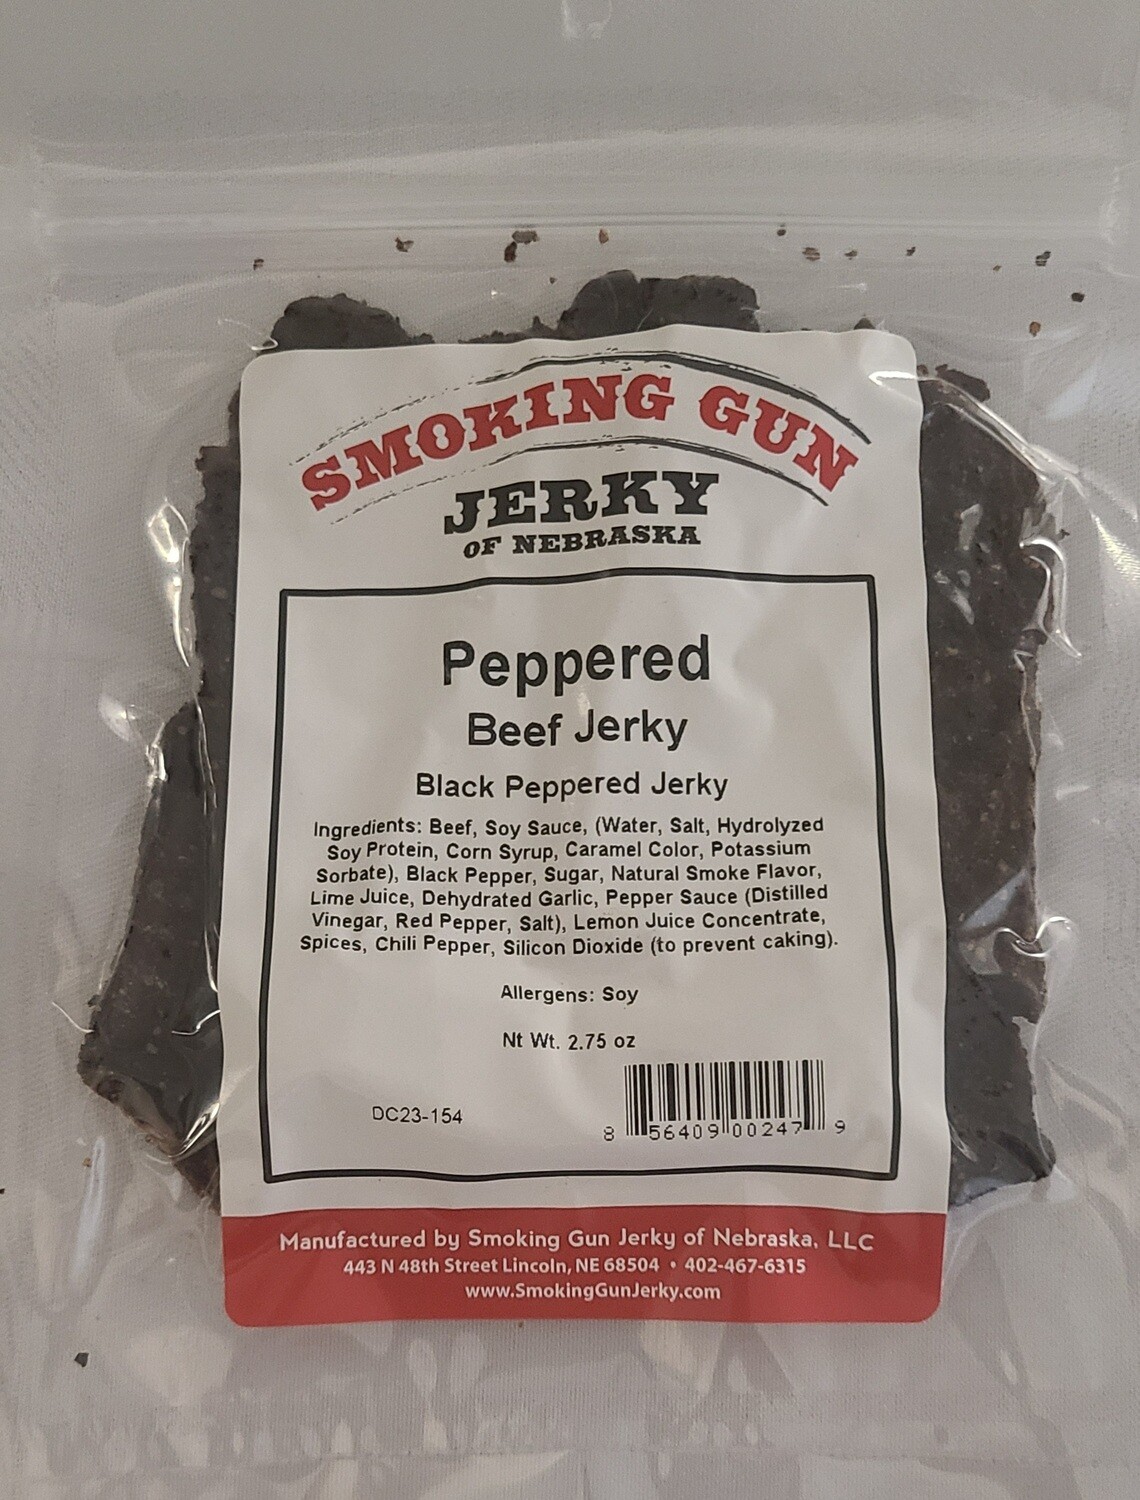 SMOKING GUN
JERKY
OF NEBRASKA
Peppered
Beef Jerky
Black Peppered Jerky
Ingredients: Beef, Soy Sauce, (Water, Salt, Hydrolyzed
Soy Protein, Corn Syrup, Caramel Color, Potassium
Sorbate), Black Pepper, Sugar, Natural Smoke Flavor,
Lime Juice, Dehydrated Garlic, Pepper Sauce (Distilled
Vinegar, Red Pepper, Salt), Lemon Juice Concentrate,
Spices, Chili Pepper, Silicon Dioxide (to prevent caking).
Allergens: Soy
Nt Wt. 2.75 oz
DC23-154
8 56409 00247 9
Manufactured by Smoking Gun Jerky of Nebraska, LLC
443 N 48th Street Lincoln, NE 68504 • 402-467-6315
www.SmokingGunJerky.com